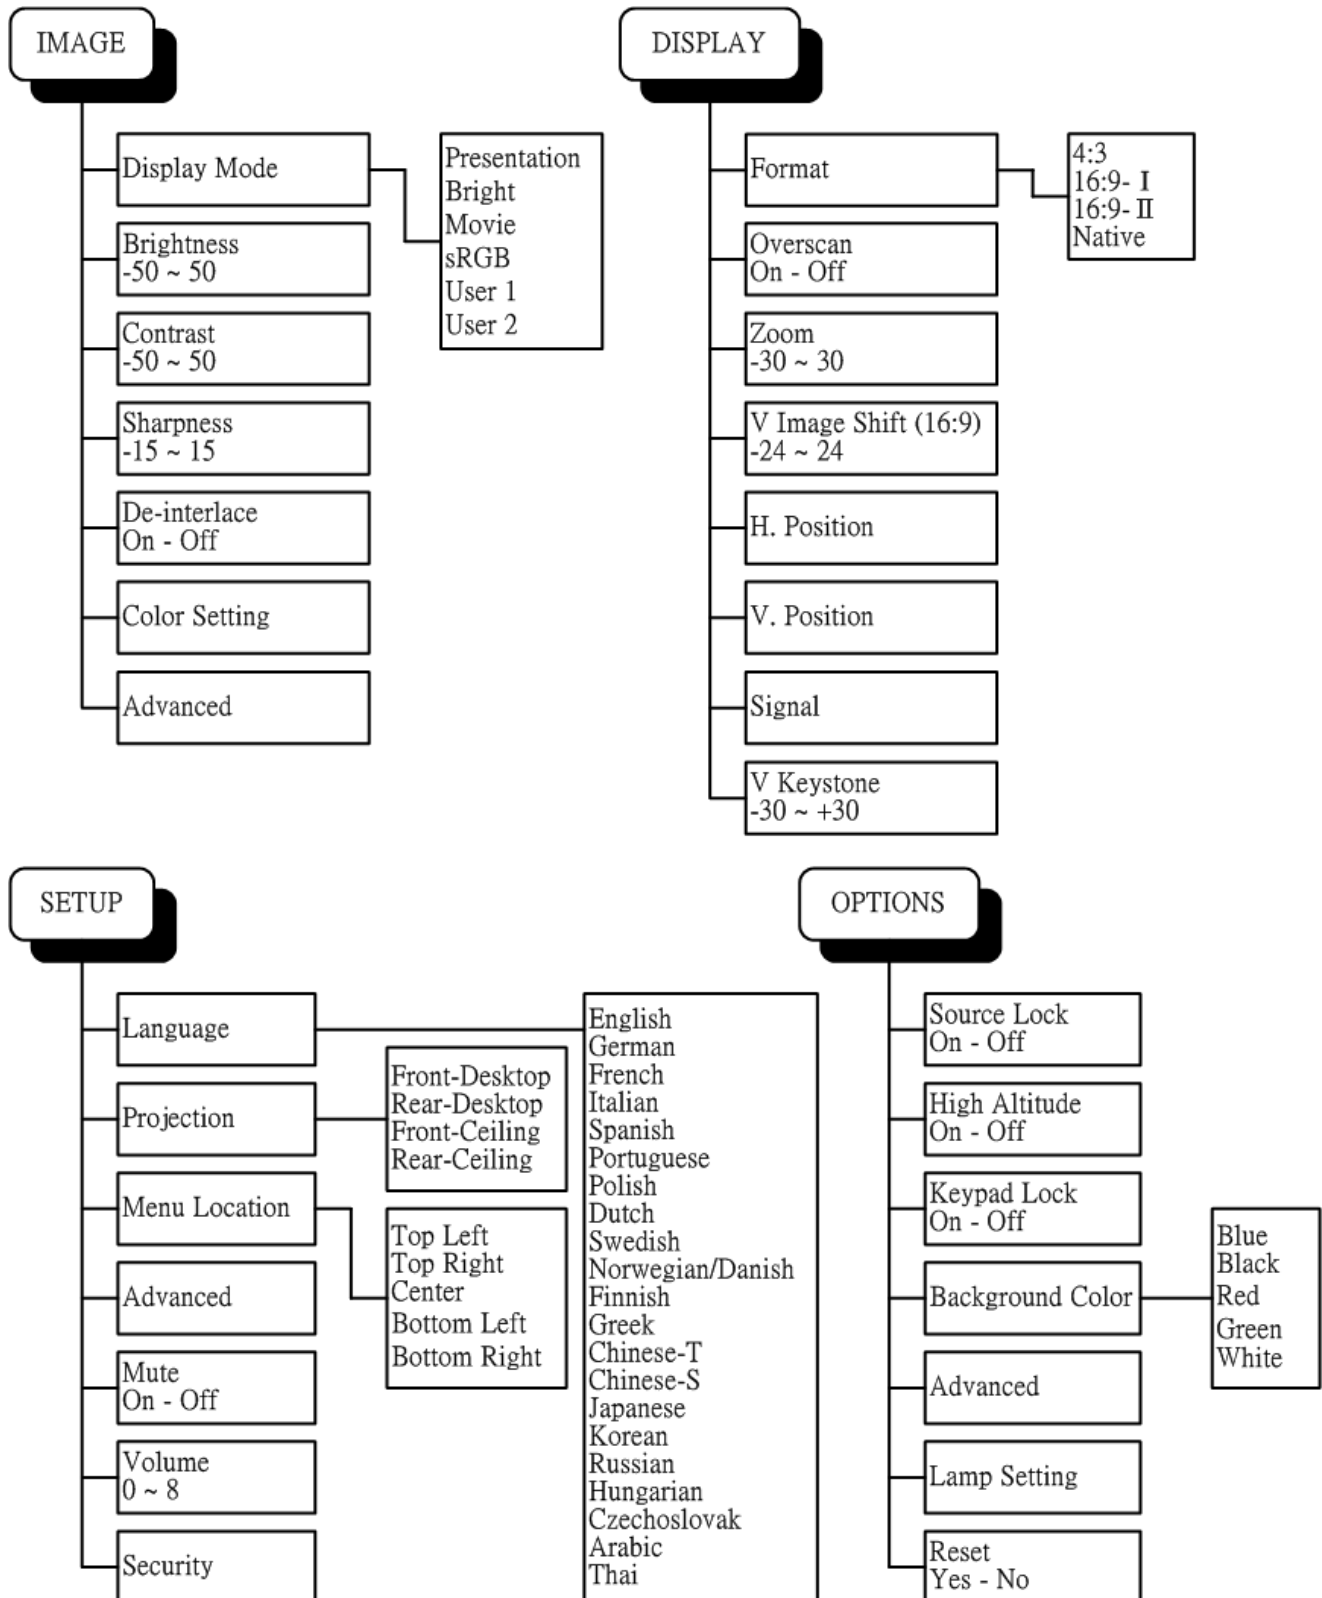 IMAGE
Display Mode
Presentation
Bright
Movie
sRGB
User 1
User 2
Brightness
-50 ~ 50
Contrast
-50 ~ 50
Sharpness
-15 ~ 15
De-interlace
On - Off
Color Setting
Advanced
DISPLAY
Format
4:3
16:9- I
16:9- II
Native
Overscan
On - Off
Zoom
-30 ~ 30
V Image Shift (16:9)
-24 ~ 24
H. Position
V. Position
Signal
V Keystone
-30 ~ +30
SETUP
Language
English
German
French
Italian
Spanish
Portuguese
Polish
Dutch
Swedish
Norwegian/Danish
Finnish
Greek
Chinese-T
Chinese-S
Japanese
Korean
Russian
Hungarian
Czechoslovak
Arabic
Thai
Projection
Front-Desktop
Rear-Desktop
Front-Ceiling
Rear-Ceiling
Menu Location
Top Left
Top Right
Center
Bottom Left
Bottom Right
Advanced
Mute
On - Off
Volume
0 ~ 8
Security
OPTIONS
Source Lock
On - Off
High Altitude
On - Off
Keypad Lock
On - Off
Background Color
Blue
Black
Red
Green
White
Advanced
Lamp Setting
Reset
Yes - No